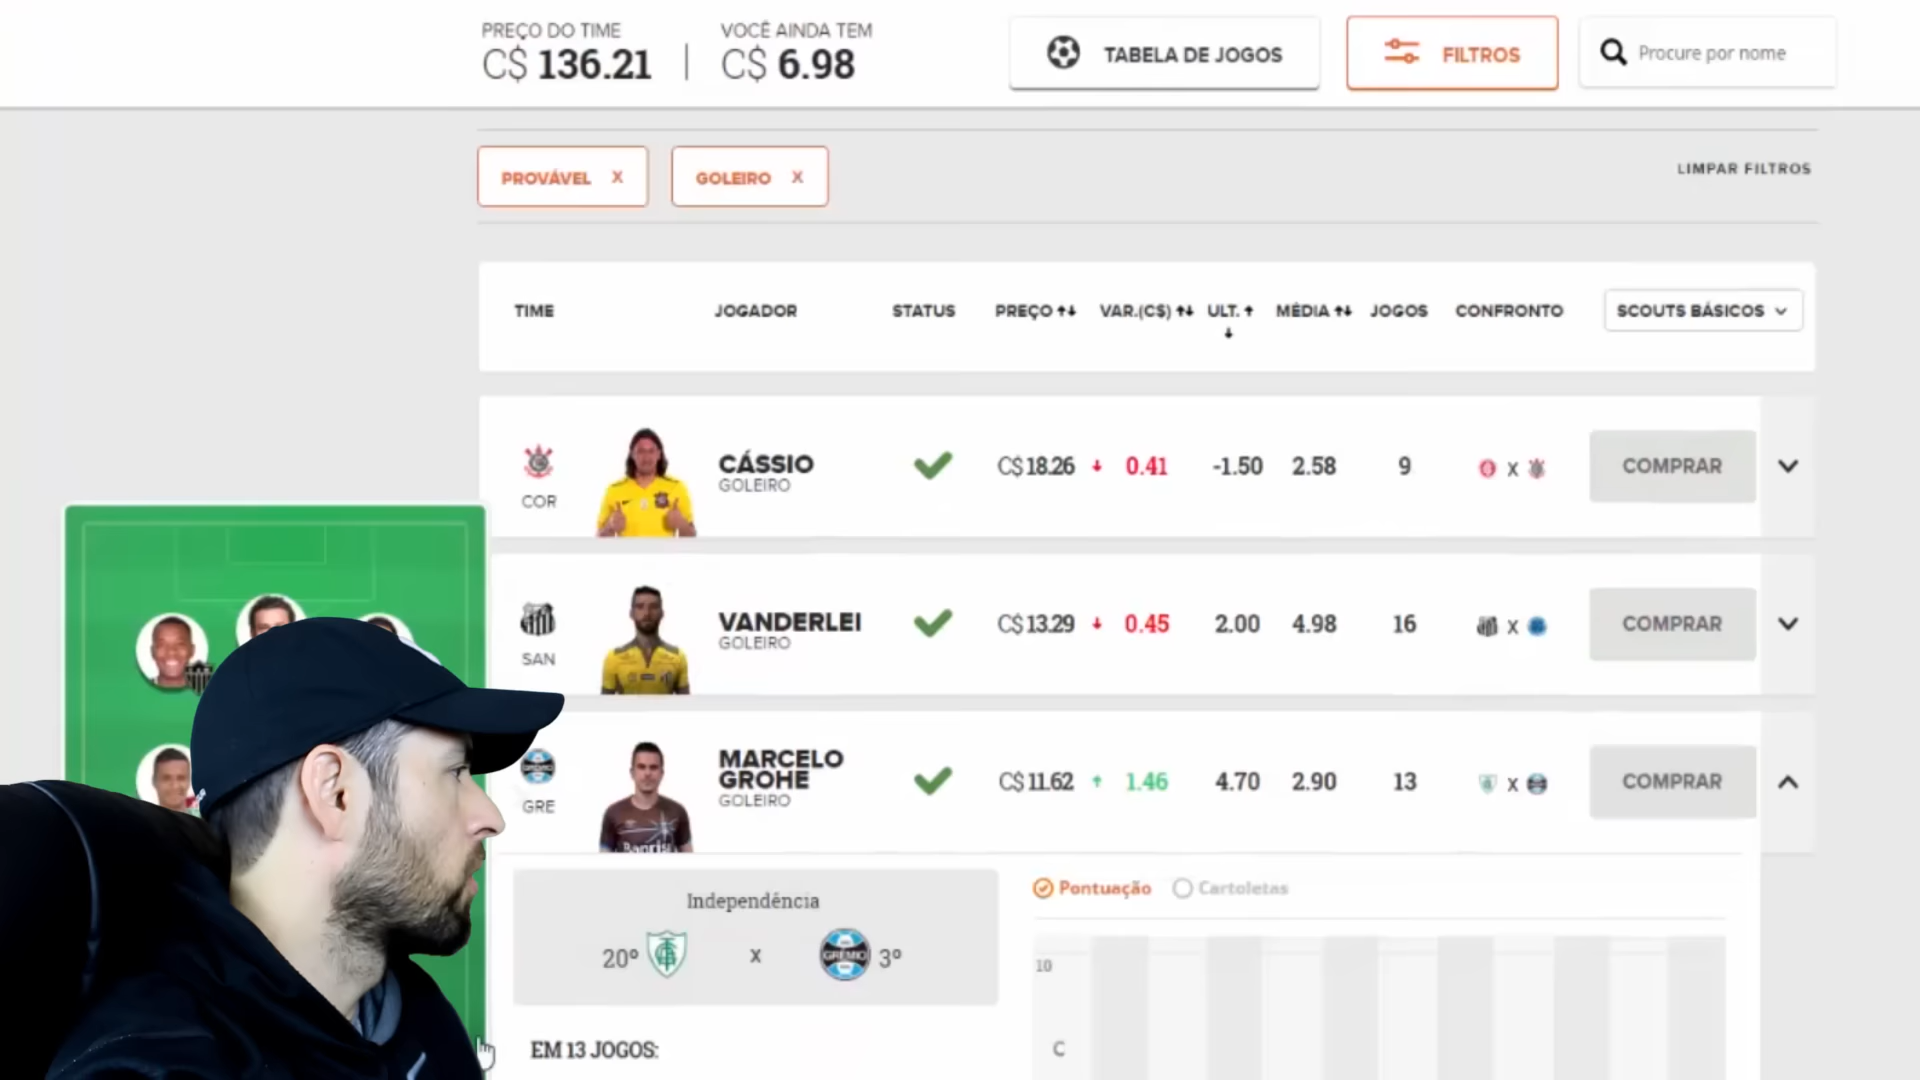 PREÇO DO TIME
C$ 136.21
VOCÊ AINDA TEM
C$ 6.98
TABELA DE JOGOS
FILTROS
Procure por nome
PROVÁVEL X
GOLEIRO X
LIMPAR FILTROS
TIME JOGADOR STATUS PREÇO VAR.(C$) ULT. MÉDIA JOGOS CONFRONTO SCOUTS BÁSICOS
COR
CÁSSIO
GOLEIRO
C$ 18.26 0.41 -1.50 2.58 9 X COMPRAR
SAN
VANDERLEI
GOLEIRO
C$ 13.29 0.45 2.00 4.98 16 X COMPRAR
GRE
MARCELO
GROHE
GOLEIRO
C$ 11.62 1.46 4.70 2.90 13 X COMPRAR
Independência
20º X GRÊMIO 3º
EM 13 JOGOS:
Pontuação Cartoletas
10
C